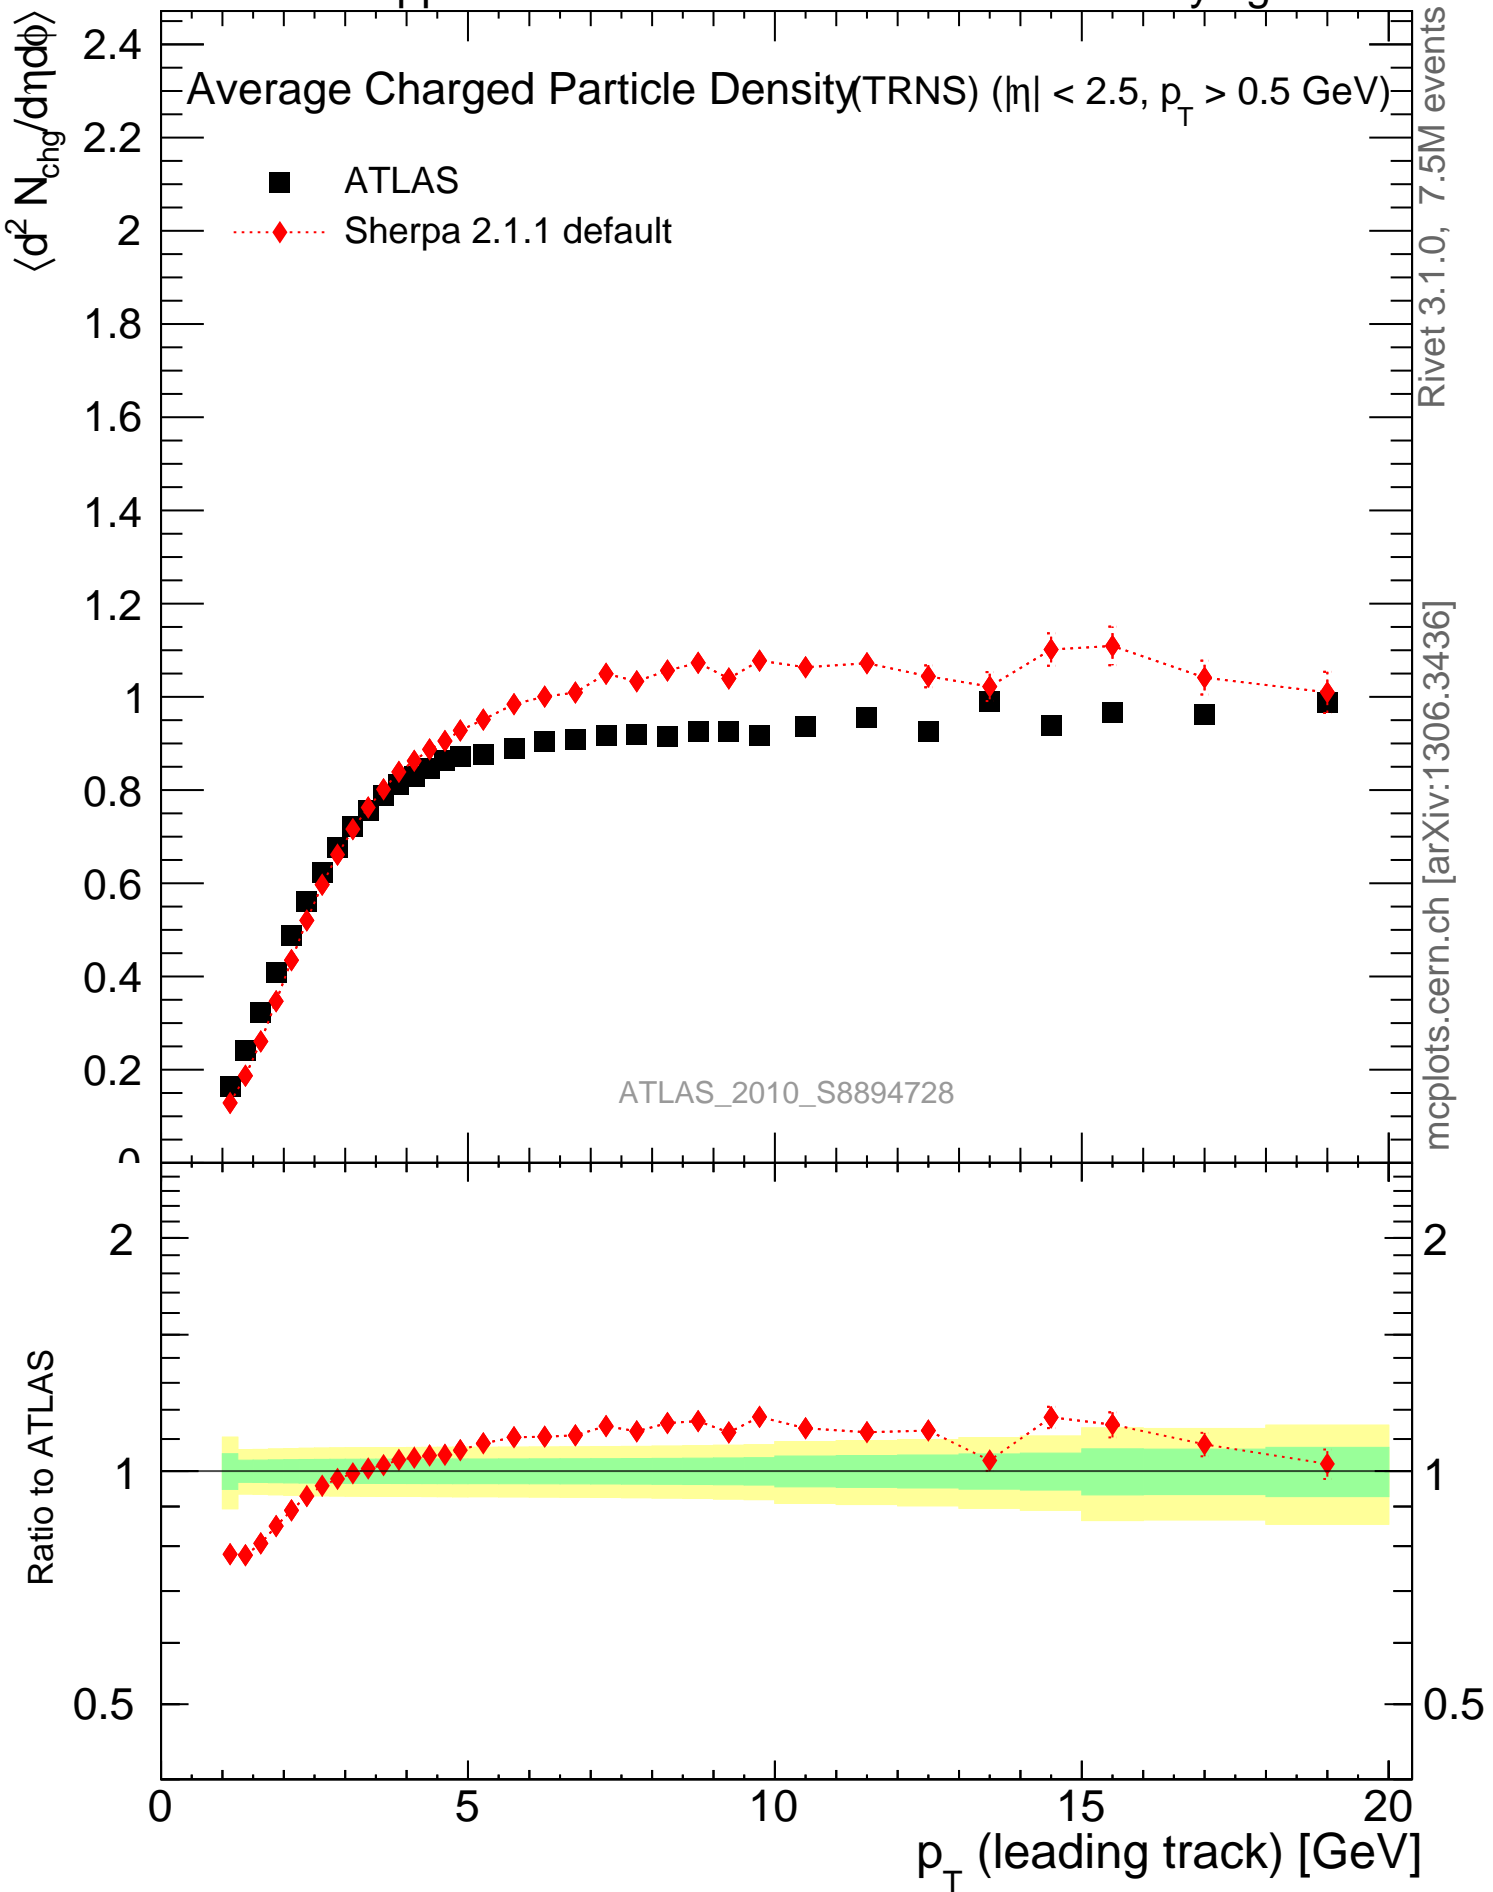 ⟨d² N_chg/dηdφ⟩
Average Charged Particle Density (TRNS) (|η| < 2.5, p_T > 0.5 GeV)
ATLAS
Sherpa 2.1.1 default
2.4
2.2
2
1.8
1.6
1.4
1.2
1
0.8
0.6
0.4
0.2
0
ATLAS_2010_S8894728
Rivet 3.1.0, 7.5M events
mcplots.cern.ch [arXiv:1306.3436]
Ratio to ATLAS
2
1
0.5
2
1
0.5
0 5 10 15 20
p_T (leading track) [GeV]